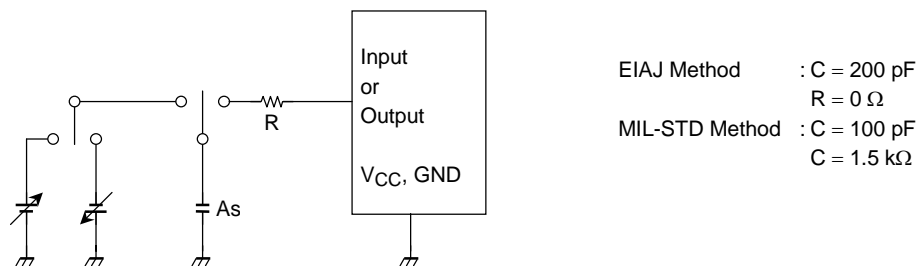 Input
or
Output
VCC, GND
R
As
EIAJ Method : C = 200 pF
R = 0 Ω
MIL-STD Method : C = 100 pF
C = 1.5 kΩ